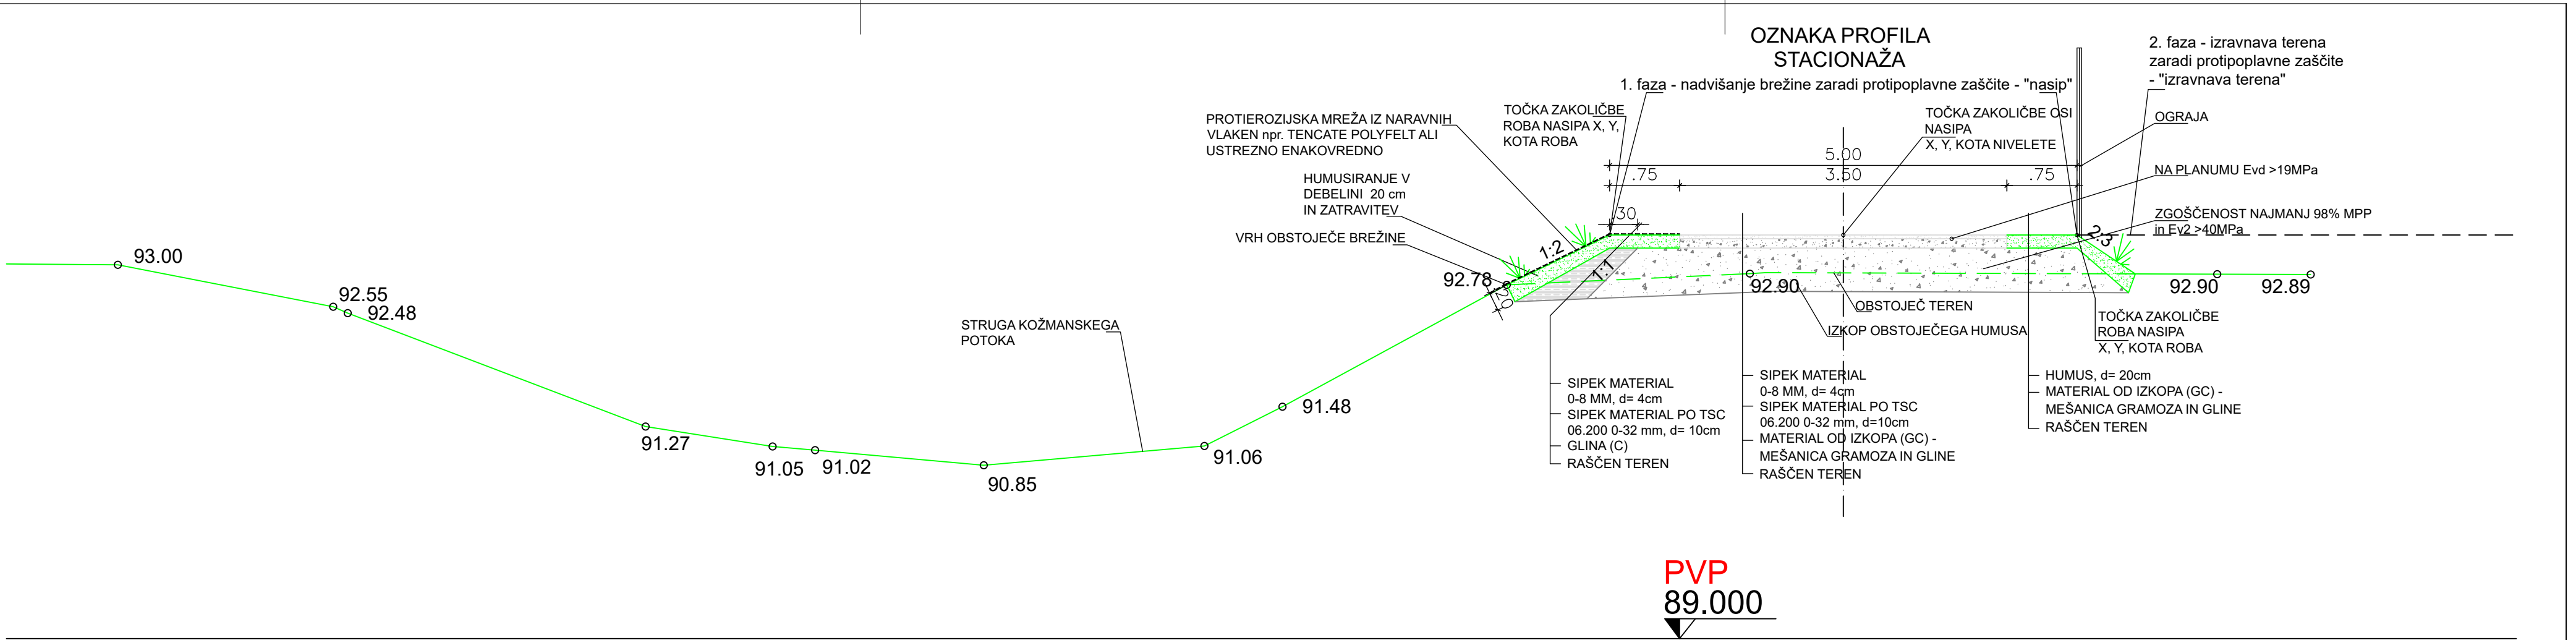 OZNAKA PROFILA
STACIONAŽA
1. faza - nadvišanje brežine zaradi protipoplavne zaščite - "nasip"
2. faza - izravnava terena
zaradi protipoplavne zaščite
- "izravnava terena"
PROTIEROZIJSKA MREŽA IZ NARAVNIH
VLAKEN npr. TENCATE POLYFELT ALI
USTREZNO ENAKOVREDNO
TOČKA ZAKOLIČBE
ROBA NASIPA X, Y,
KOTA ROBA
TOČKA ZAKOLIČBE OSI
NASIPA
X, Y, KOTA NIVELETE
OGRAJA
5.00
.75
3.50
.75
.30
NA PLANUMU Evd >19MPa
HUMUSIRANJE V
DEBELINI 20 cm
IN ZATRAVITEV
VRH OBSTOJEČE BREŽINE
ZGOŠČENOST NAJMANJ 98% MPP
in Ev2 >40MPa
1:2
1:1
2:3
.20
93.00
92.55
92.48
91.27
91.05
91.02
90.85
91.06
91.48
92.78
92.90
92.90
92.89
STRUGA KOŽMANSKEGA
POTOKA
OBSTOJEČ TEREN
IZKOP OBSTOJEČEGA HUMUSA
TOČKA ZAKOLIČBE
ROBA NASIPA
X, Y, KOTA ROBA
SIPEK MATERIAL
0-8 MM, d= 4cm
SIPEK MATERIAL PO TSC
06.200 0-32 mm, d= 10cm
GLINA (C)
RAŠČEN TEREN
SIPEK MATERIAL
0-8 MM, d= 4cm
SIPEK MATERIAL PO TSC
06.200 0-32 mm, d=10cm
MATERIAL OD IZKOPA (GC) -
MEŠANICA GRAMOZA IN GLINE
RAŠČEN TEREN
HUMUS, d= 20cm
MATERIAL OD IZKOPA (GC) -
MEŠANICA GRAMOZA IN GLINE
RAŠČEN TEREN
PVP
89.000